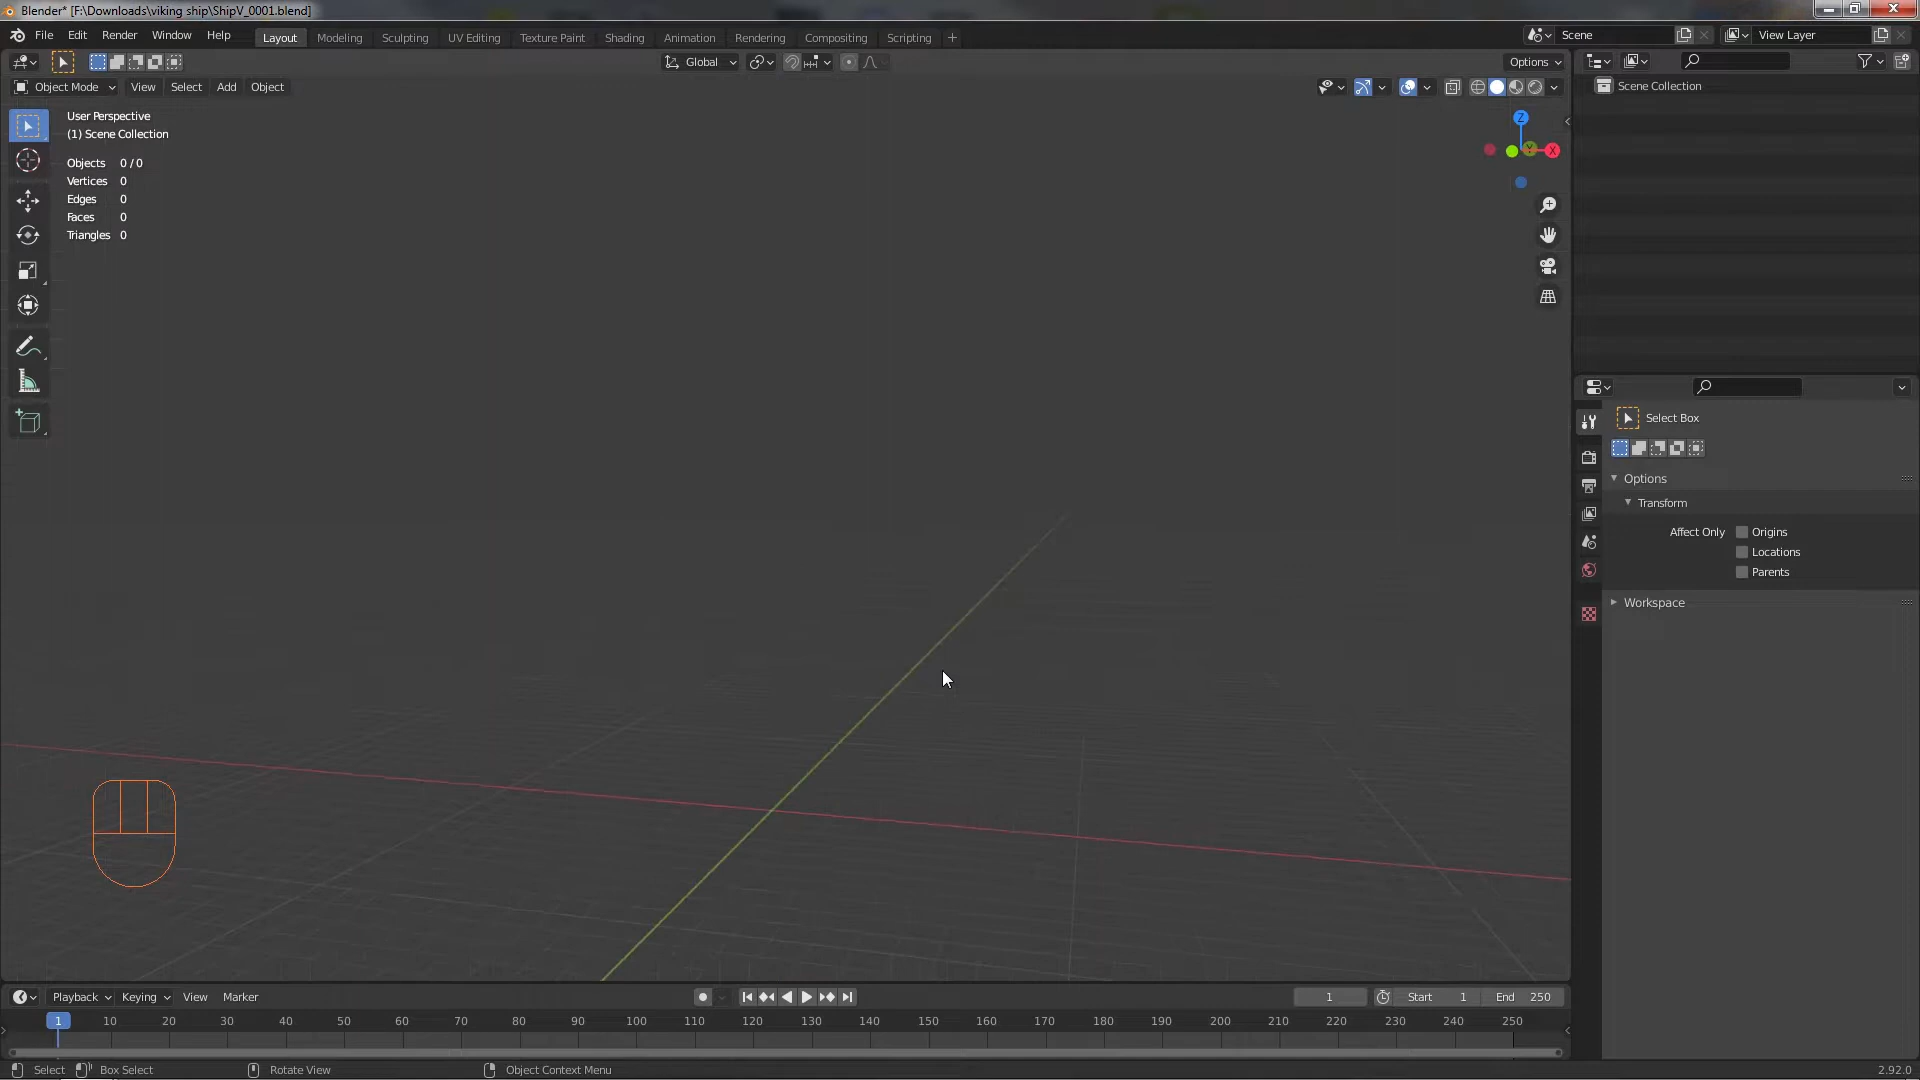 Blender* [F:\Downloads\viking ship\ShipV_0001.blend]
File Edit Render Window Help Layout Modeling Sculpting UV Editing Texture Paint Shading Animation Rendering Compositing Scripting Scene View Layer
Global Options
Object Mode View Select Add Object
Scene Collection
User Perspective
(1) Scene Collection
Objects 0 / 0
Vertices 0
Edges 0
Faces 0
Triangles 0
Z
Y
X
Select Box
Options
Transform
Affect Only Origins
Locations
Parents
Workspace
Playback Keying View Marker 1 Start 1 End 250
1 10 20 30 40 50 60 70 80 90 100 110 120 130 140 150 160 170 180 190 200 210 220 230 240 250
Select Box Select Rotate View Object Context Menu 2.92.0